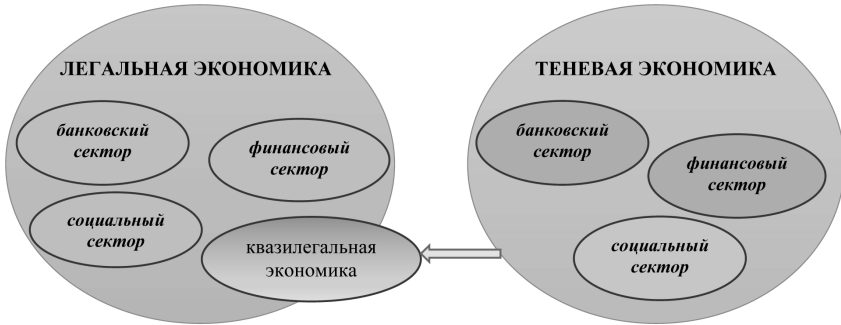 ЛЕГАЛЬНАЯ ЭКОНОМИКА
банковский
сектор
финансовый
сектор
социальный
сектор
квазилегальная
экономика
ТЕНЕВАЯ ЭКОНОМИКА
банковский
сектор
финансовый
сектор
социальный
сектор